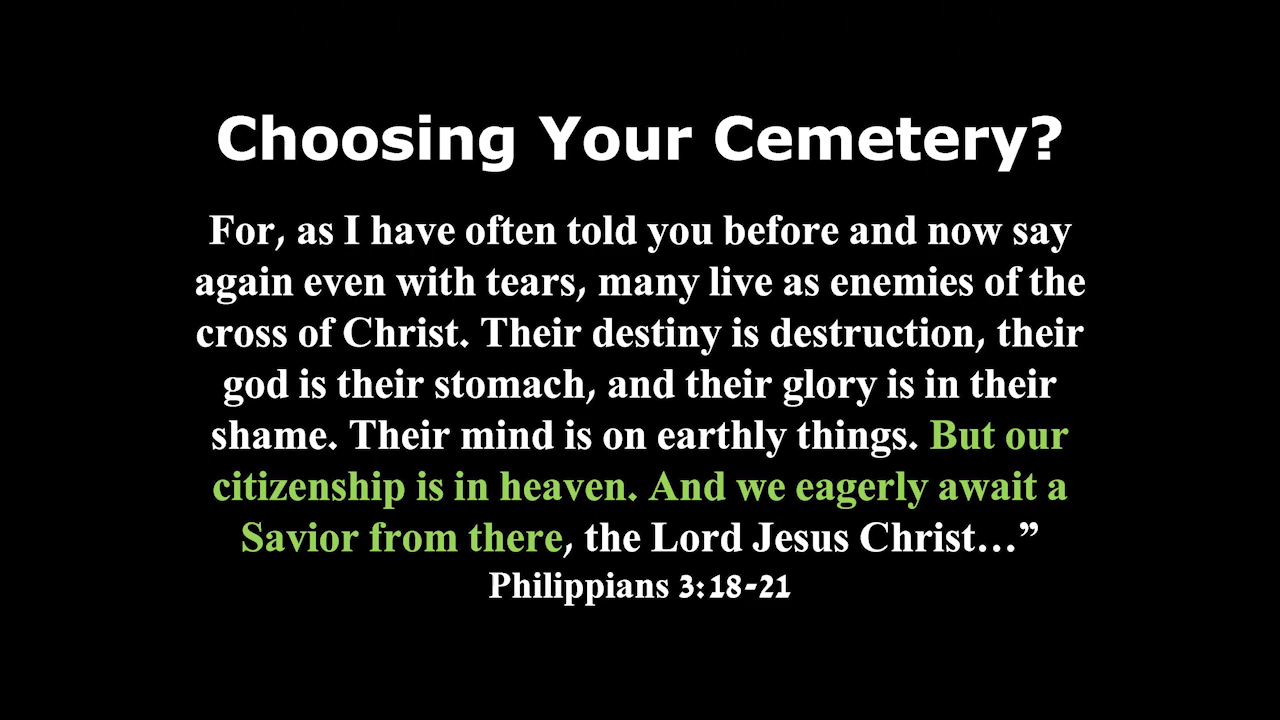 Choosing Your Cemetery?
For, as I have often told you before and now say
again even with tears, many live as enemies of the
cross of Christ. Their destiny is destruction, their
god is their stomach, and their glory is in their
shame. Their mind is on earthly things. But our
citizenship is in heaven. And we eagerly await a
Savior from there, the Lord Jesus Christ…”
Philippians 3:18-21